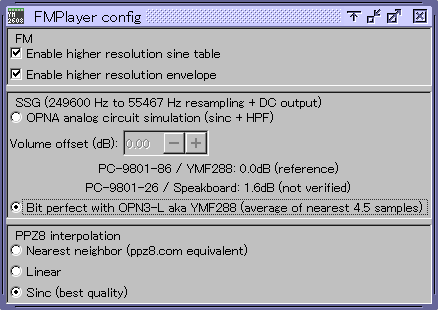 YM
2608
FMPlayer config
FM
Enable higher resolution sine table
Enable higher resolution envelope
SSG (249600 Hz to 55467 Hz resampling + DC output)
OPNA analog circuit simulation (sinc + HPF)
Volume offset (dB): 0.00
PC-9801-86 / YMF288: 0.0dB (reference)
PC-9801-26 / Speakboard: 1.6dB (not verified)
Bit perfect with OPN3-L aka YMF288 (average of nearest 4.5 samples)
PPZ8 interpolation
Nearest neighbor (ppz8.com equivalent)
Linear
Sinc (best quality)